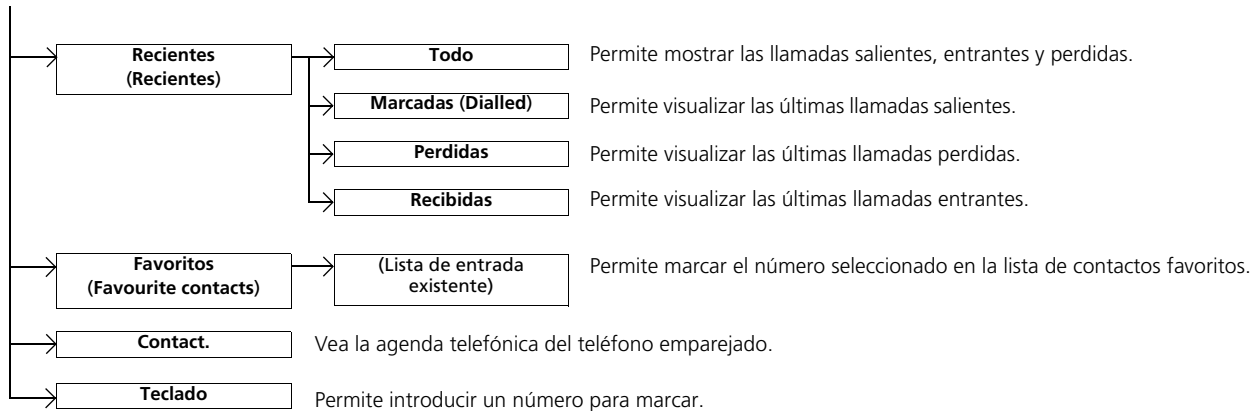 Recientes
(Recientes)
Todo
Permite mostrar las llamadas salientes, entrantes y perdidas.
Marcadas (Dialled)
Permite visualizar las últimas llamadas salientes.
Perdidas
Permite visualizar las últimas llamadas perdidas.
Recibidas
Permite visualizar las últimas llamadas entrantes.
Favoritos
(Favourite contacts)
(Lista de entrada
existente)
Permite marcar el número seleccionado en la lista de contactos favoritos.
Contact.
Vea la agenda telefónica del teléfono emparejado.
Teclado
Permite introducir un número para marcar.